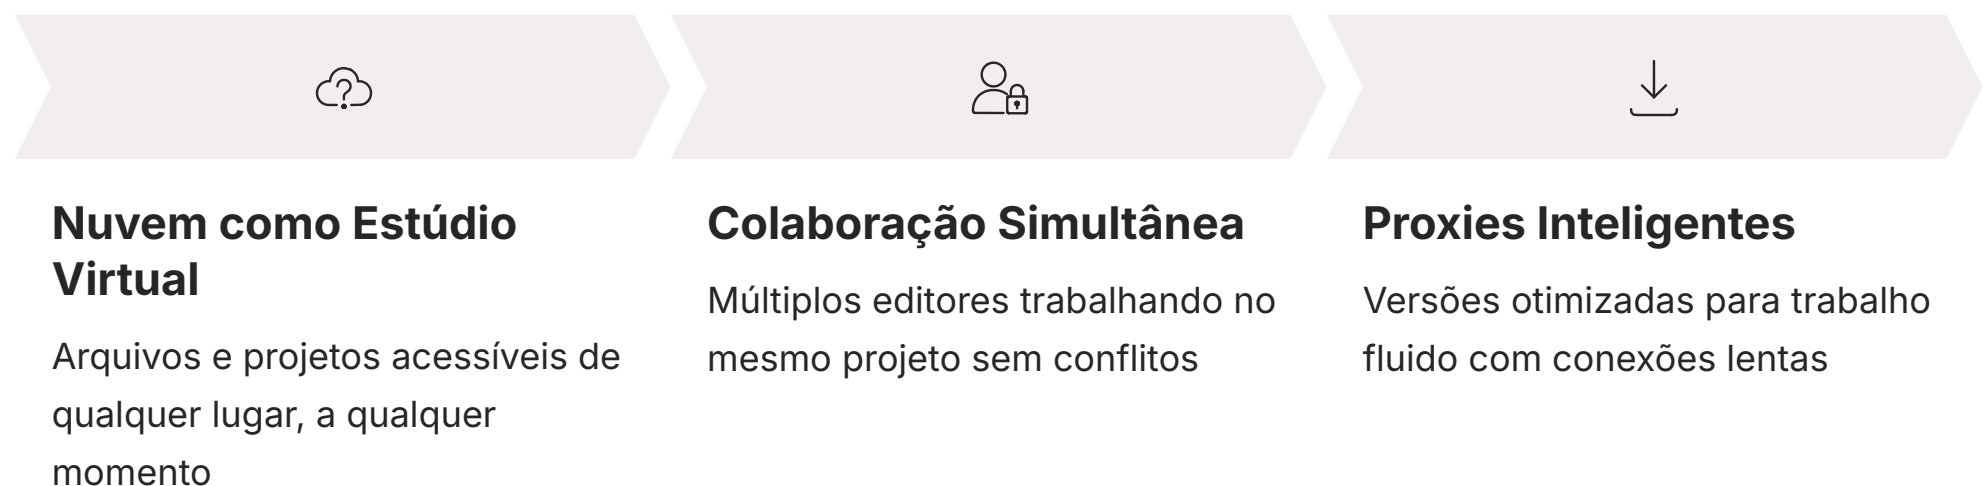 Nuvem como Estúdio
Virtual
Arquivos e projetos acessíveis de
qualquer lugar, a qualquer
momento
Colaboração Simultânea
Múltiplos editores trabalhando no
mesmo projeto sem conflitos
Proxies Inteligentes
Versões otimizadas para trabalho
fluido com conexões lentas